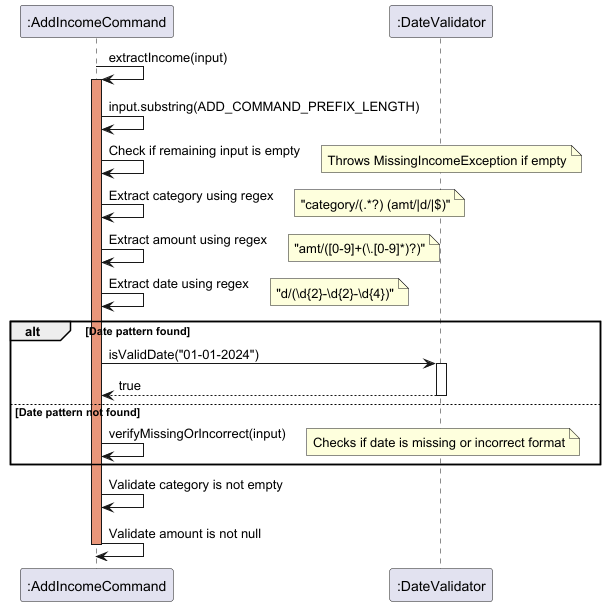 :AddIncomeCommand
:DateValidator
extractIncome(input)
input.substring(ADD_COMMAND_PREFIX_LENGTH)
Check if remaining input is empty
Throws MissingIncomeException if empty
Extract category using regex
"category/(.*?) (amt/|d/|$)"
Extract amount using regex
"amt/([0-9]+(\.[0-9]*)?)"
Extract date using regex
"d/(\d{2}-\d{2}-\d{4})"
alt
[Date pattern found]
isValidDate("01-01-2024")
true
[Date pattern not found]
verifyMissingOrIncorrect(input)
Checks if date is missing or incorrect format
Validate category is not empty
Validate amount is not null
:AddIncomeCommand
:DateValidator